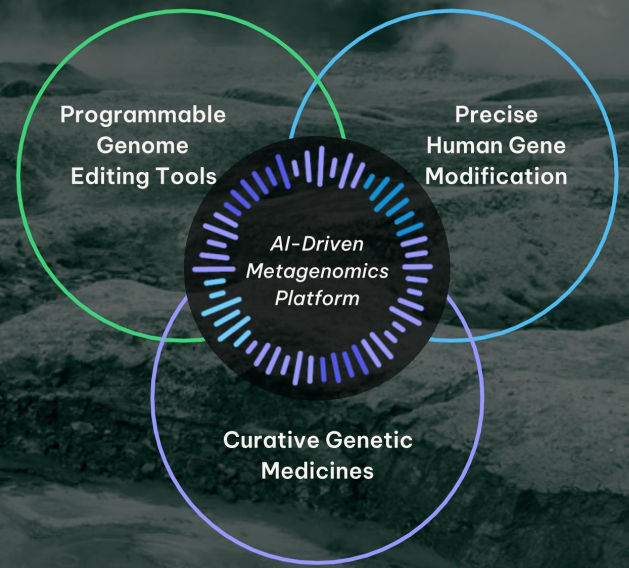 Programmable
Genome
Editing Tools
Precise
Human Gene
Modification
AI-Driven
Metagenomics
Platform
Curative Genetic
Medicines